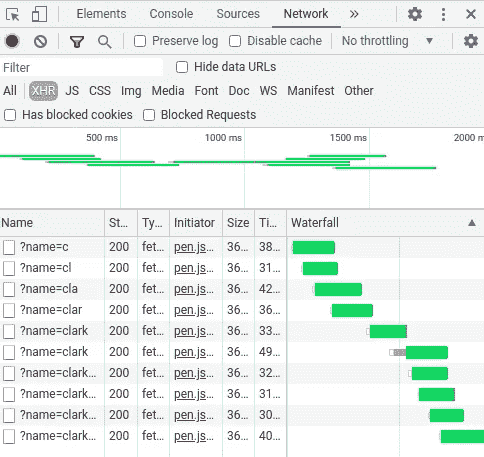 Elements Console Sources Network »
Preserve log Disable cache No throttling
Filter Hide data URLs
All XHR JS CSS Img Media Font Doc WS Manifest Other
Has blocked cookies Blocked Requests
500 ms 1000 ms 1500 ms 2000 m
Name St... Ty... Initiator Size Ti... Waterfall
?name=c 200 fet... pen.js... 36... 38...
?name=cl 200 fet... pen.js... 36... 31...
?name=cla 200 fet... pen.js... 36... 42...
?name=clar 200 fet... pen.js... 36... 36...
?name=clark 200 fet... pen.js... 36... 33...
?name=clark 200 fet... pen.js... 36... 49...
?name=clark... 200 fet... pen.js... 36... 32...
?name=clark... 200 fet... pen.js... 36... 31...
?name=clark... 200 fet... pen.js... 36... 30...
?name=clark... 200 fet... pen.js... 36... 40...